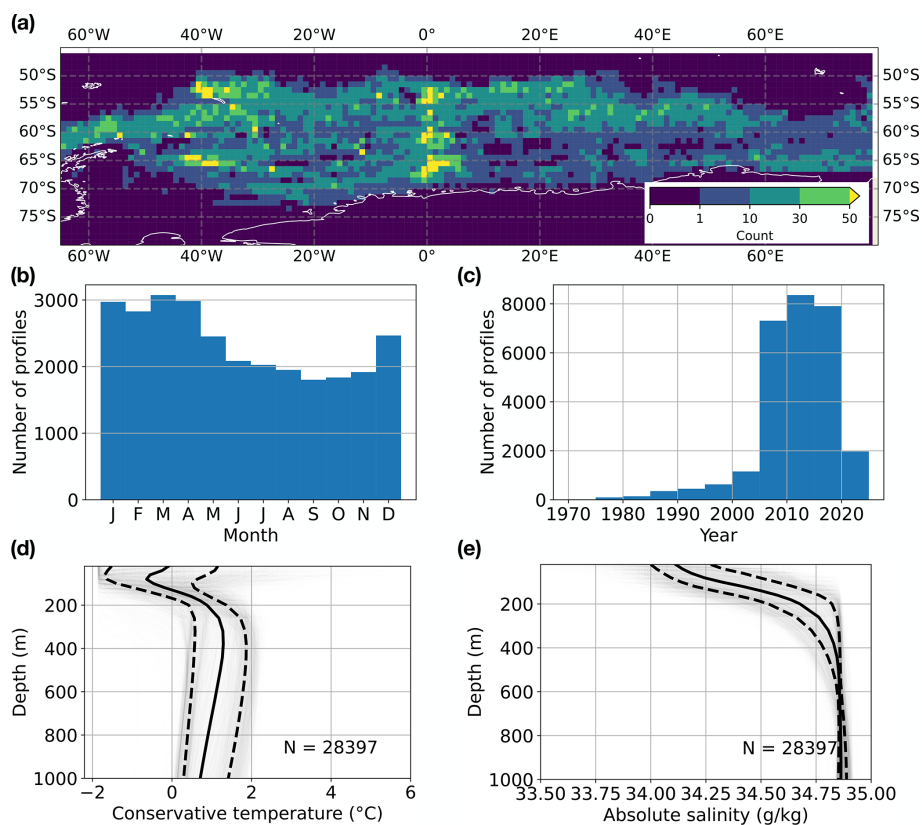 (a)
60°W 40°W 20°W 0° 20°E 40°E 60°E
50°S 50°S
55°S 55°S
60°S 60°S
65°S 65°S
70°S 70°S
75°S 75°S
0 1 10 30 50
Count
60°W 40°W 20°W 0° 20°E 40°E 60°E
(b)
Number of profiles
3000
2000
1000
0
J F M A M J J A S O N D
Month
(c)
Number of profiles
8000
6000
4000
2000
0
1970 1980 1990 2000 2010 2020
Year
(d)
Depth (m)
200
400
600
800
1000
N = 28397
−2 0 2 4 6
Conservative temperature (°C)
(e)
Depth (m)
200
400
600
800
1000
N = 28397
33.50 33.75 34.00 34.25 34.50 34.75 35.00
Absolute salinity (g/kg)